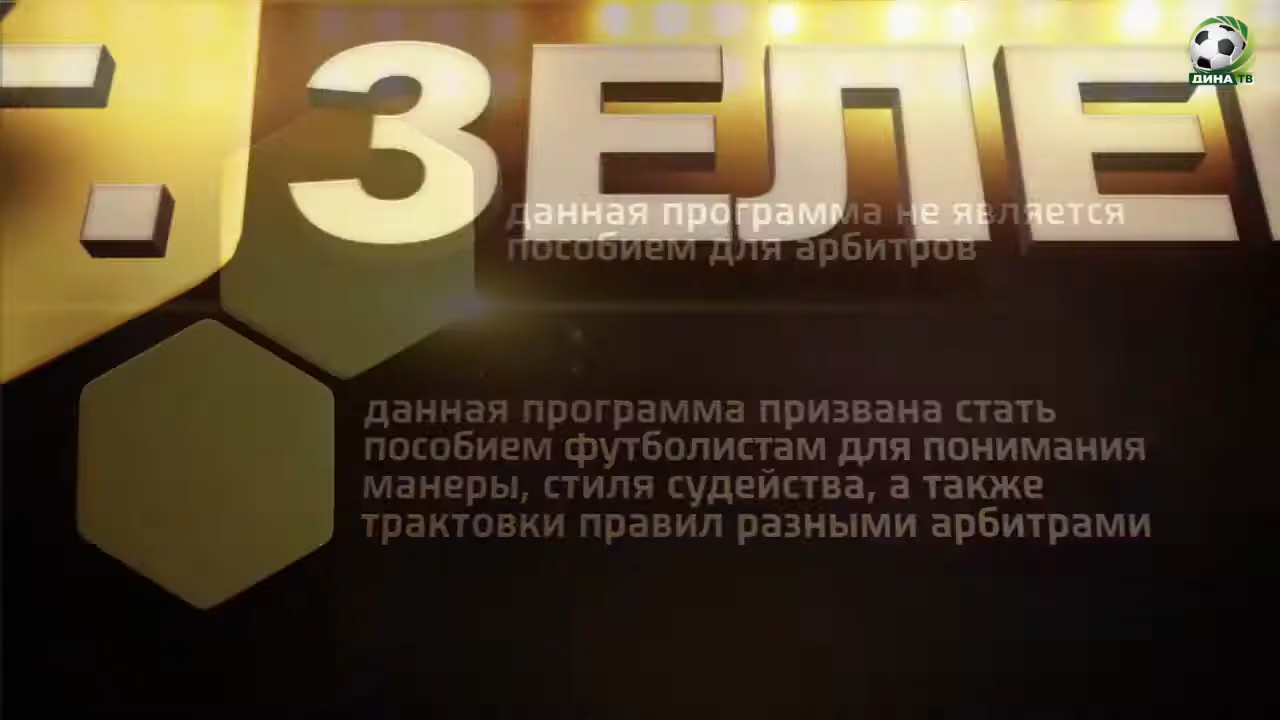 Г. ЗЕЛЕ
ДИНА ТВ
данная программа не является
пособием для арбитров
данная программа призвана стать
пособием футболистам для понимания
манеры, стиля судейства, а также
трактовки правил разными арбитрами